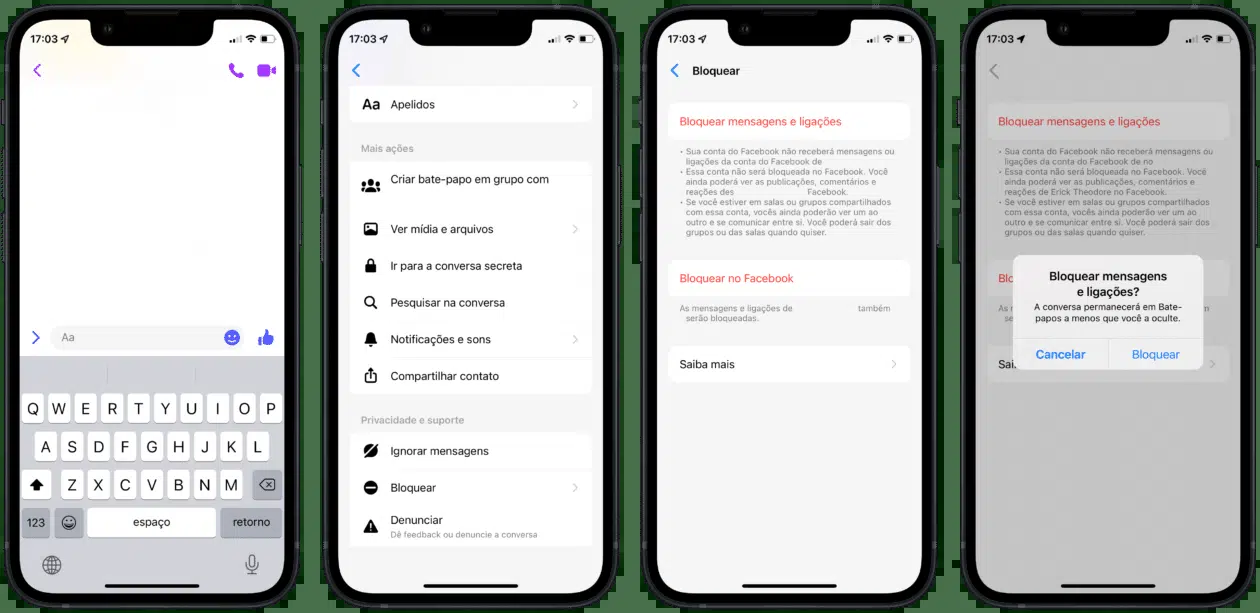 17:03
Aa
Q W E R T Y U I O P
A S D F G H J K L
Z X C V B N M
123 espaço retorno
17:03
Aa Apelidos
Mais ações
Criar bate-papo em grupo com
Ver mídia e arquivos
Ir para a conversa secreta
Pesquisar na conversa
Notificações e sons
Compartilhar contato
Privacidade e suporte
Ignorar mensagens
Bloquear
Denunciar
Dê feedback ou denuncie a conversa
17:03
Bloquear
Bloquear mensagens e ligações
• Sua conta do Facebook não receberá mensagens ou
ligações da conta do Facebook de
• Essa conta não será bloqueada no Facebook. Você
ainda poderá ver as publicações, comentários e
reações des Facebook.
• Se você estiver em salas ou grupos compartilhados
com essa conta, vocês ainda poderão ver um ao
outro e se comunicar entre si. Você poderá sair dos
grupos ou das salas quando quiser.
Bloquear no Facebook
As mensagens e ligações de também
serão bloqueadas.
Saiba mais
17:03
Bloquear mensagens e ligações
• Sua conta do Facebook não receberá mensagens ou
ligações da conta do Facebook de no
• Essa conta não será bloqueada no Facebook. Você
ainda poderá ver as publicações, comentários e
reações de Erick Theodore no Facebook.
• Se você estiver em salas ou grupos compartilhados
com essa conta, vocês ainda poderão ver um ao
outro e se comunicar entre si. Você poderá sair dos
grupos ou das salas quando quiser.
Bloquear mensagens
e ligações?
A conversa permanecerá em Bate-
papos a menos que você a oculte.
Cancelar Bloquear